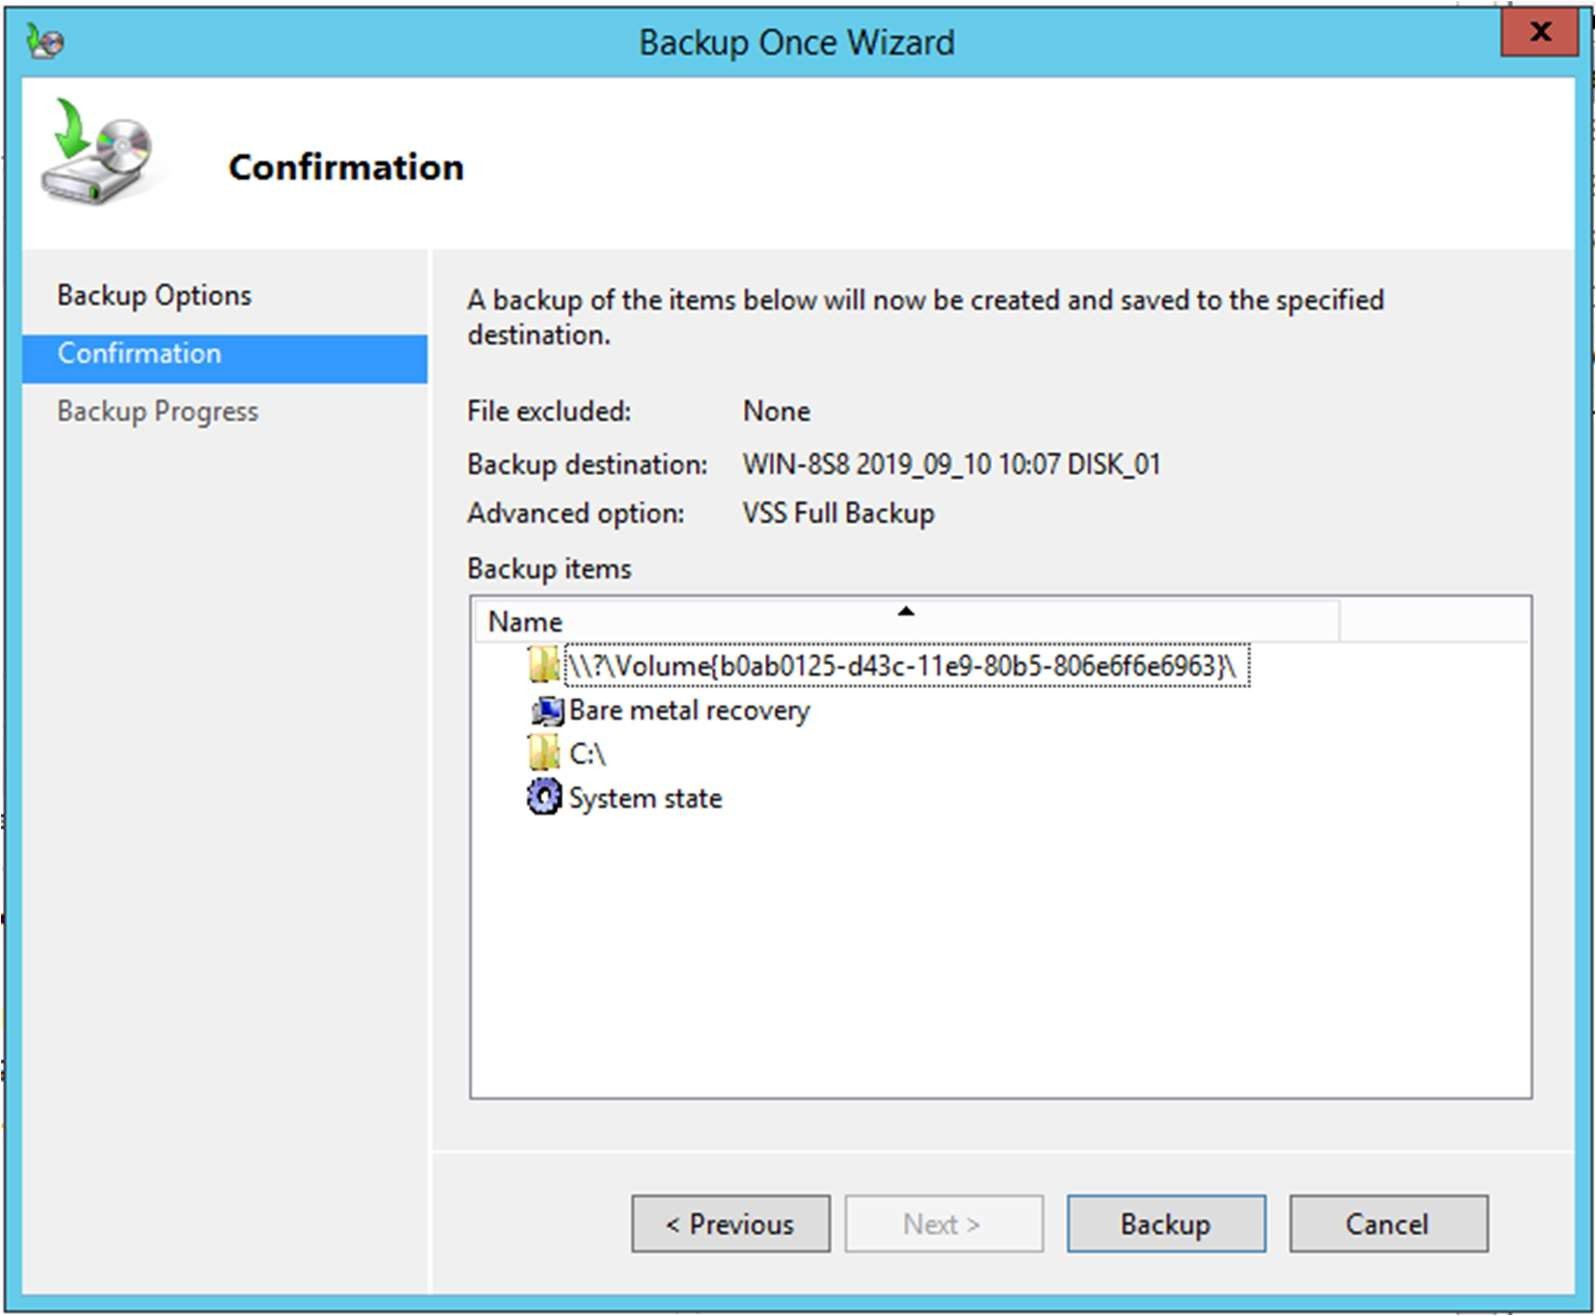 Backup Once Wizard
x
Confirmation
Backup Options
Confirmation
Backup Progress
A backup of the items below will now be created and saved to the specified
destination.
File excluded: None
Backup destination: WIN-8S8 2019_09_10 10:07 DISK_01
Advanced option: VSS Full Backup
Backup items
Name
\\?\Volume{b0ab0125-d43c-11e9-80b5-806e6f6e6963}\
Bare metal recovery
C:\
System state
< Previous
Next >
Backup
Cancel